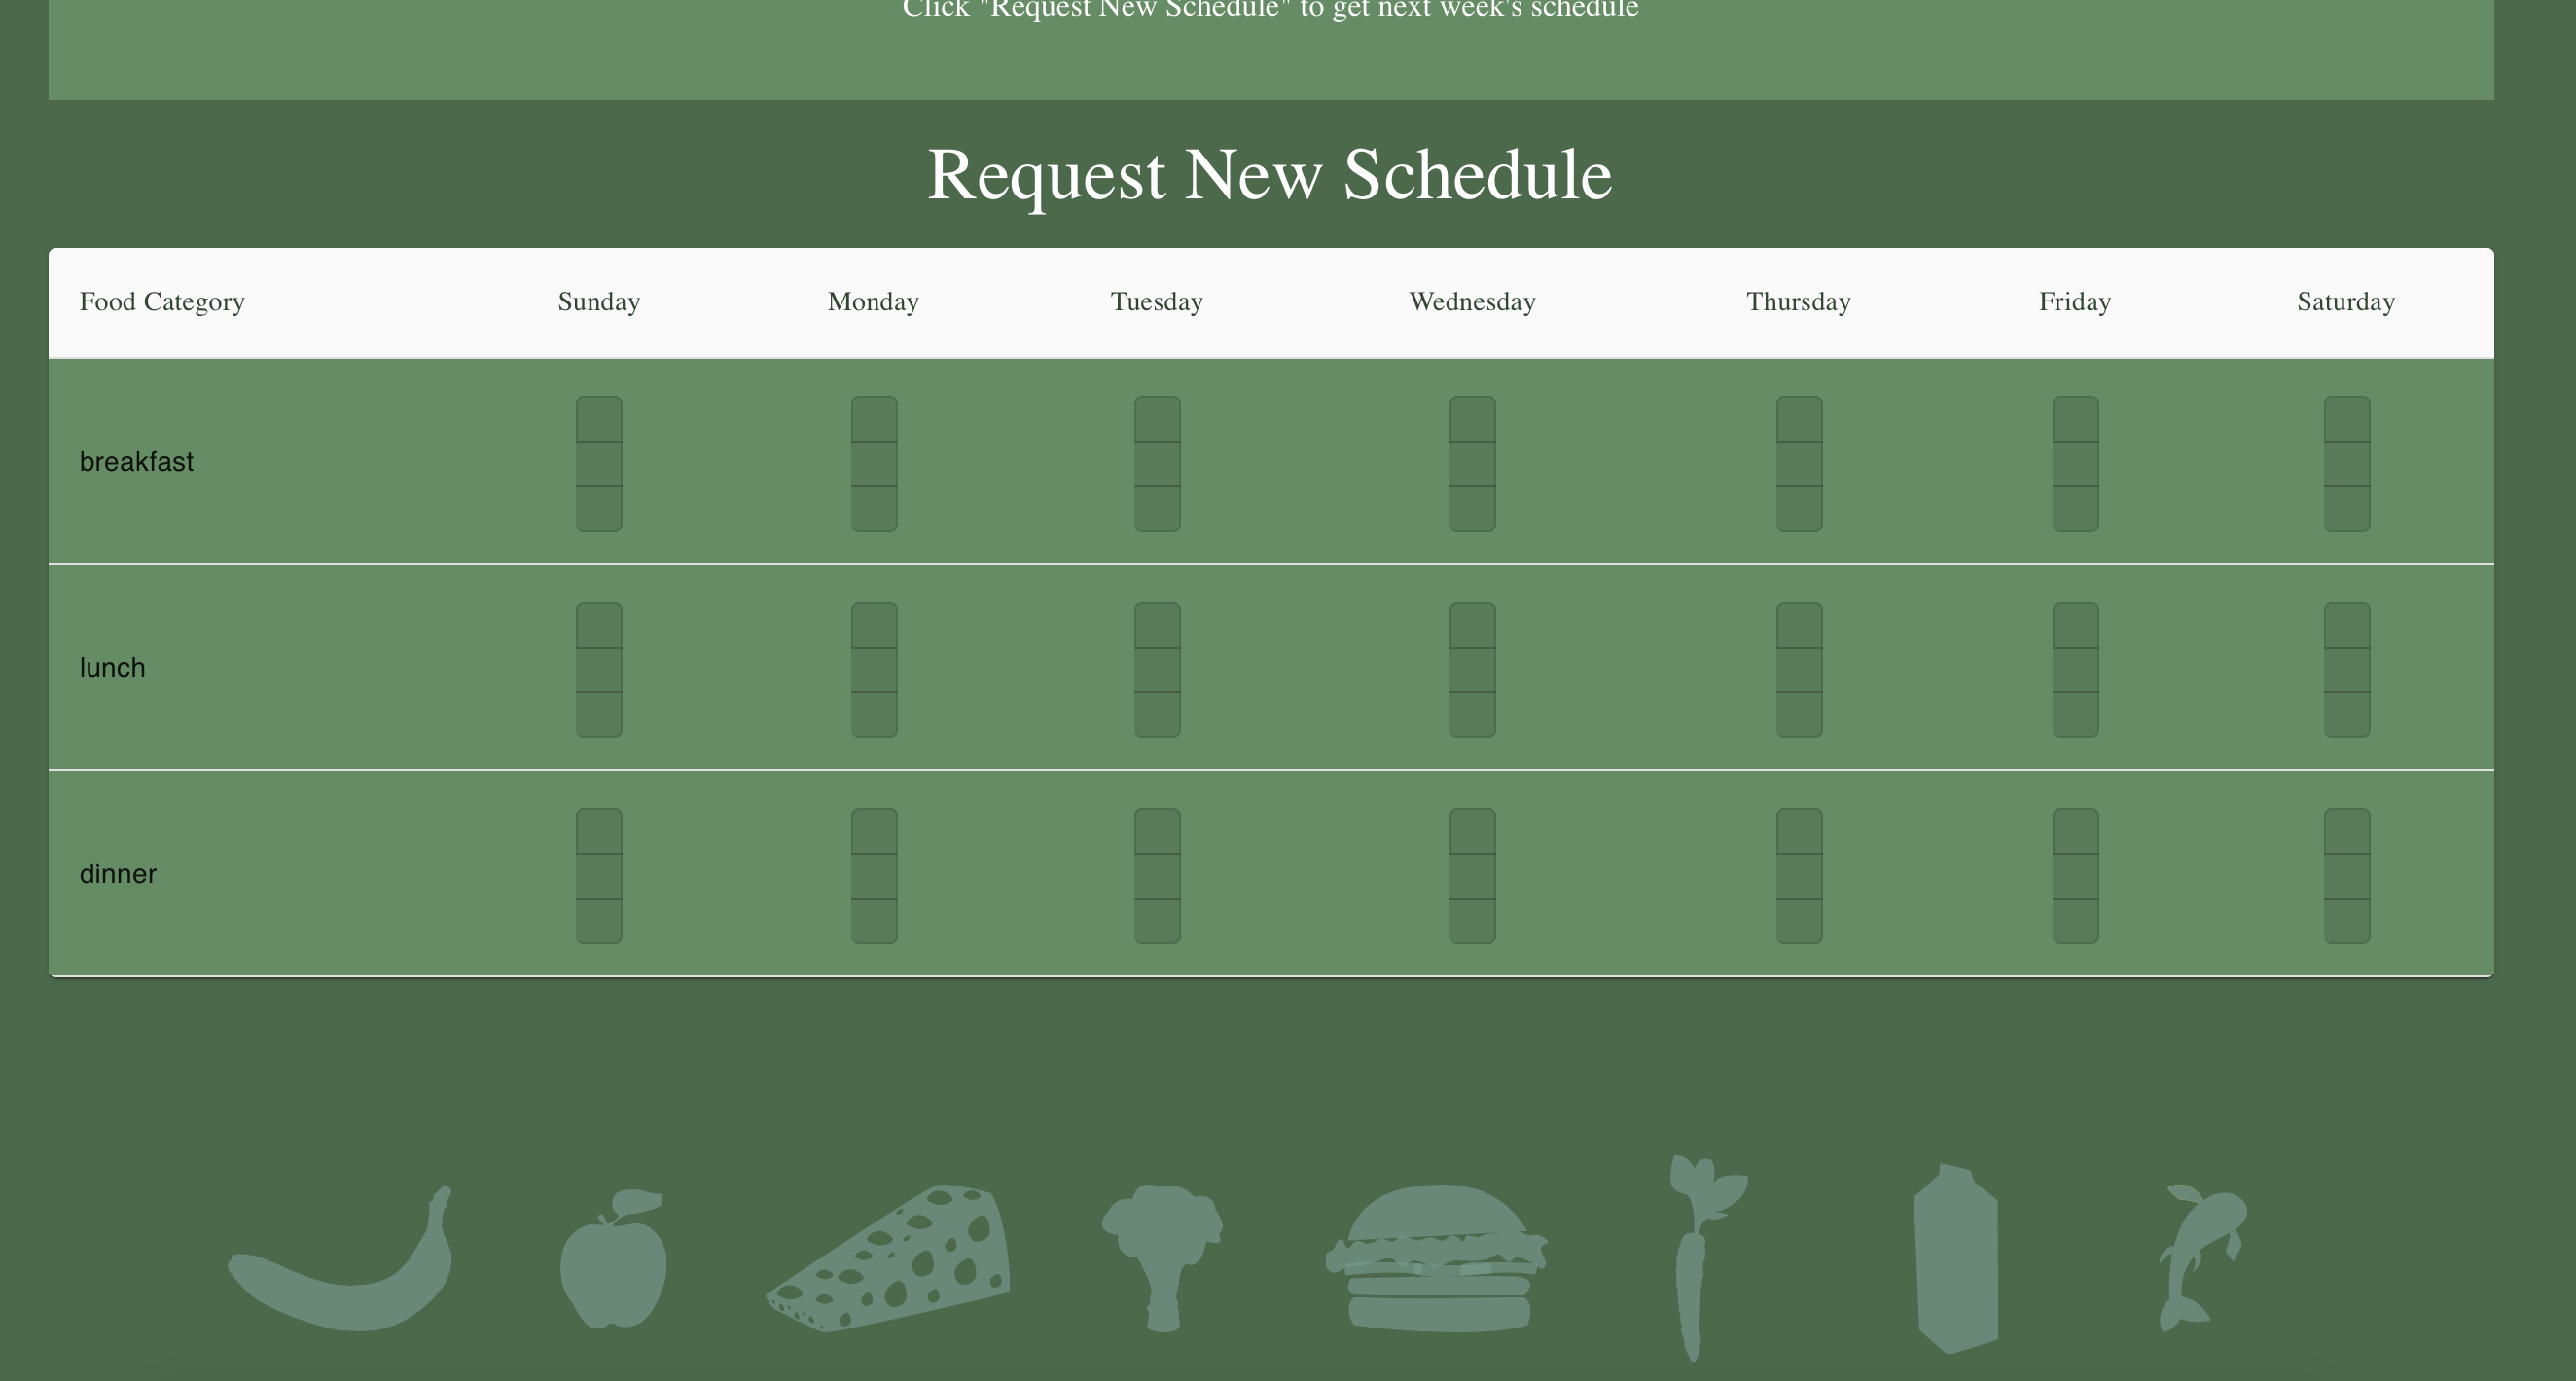 Click "Request New Schedule" to get next week's schedule
Request New Schedule
Food Category Sunday Monday Tuesday Wednesday Thursday Friday Saturday
breakfast
lunch
dinner